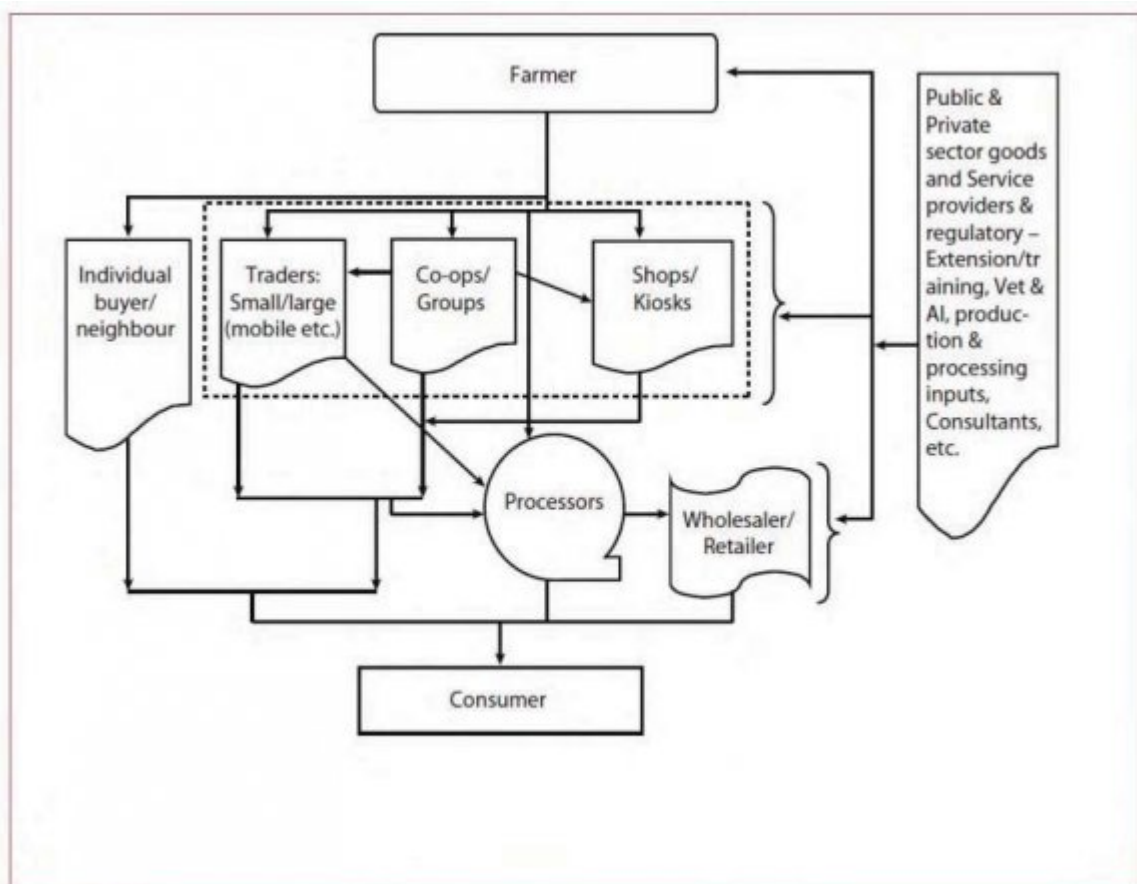 Farmer
Public &
Private
sector goods
and Service
providers &
regulatory –
Extension/tr
aining, Vet &
AI, produc-
tion &
processing
inputs,
Consultants,
etc.
Individual
buyer/
neighbour
Traders:
Small/large
(mobile etc.)
Co-ops/
Groups
Shops/
Kiosks
Processors
Wholesaler/
Retailer
Consumer